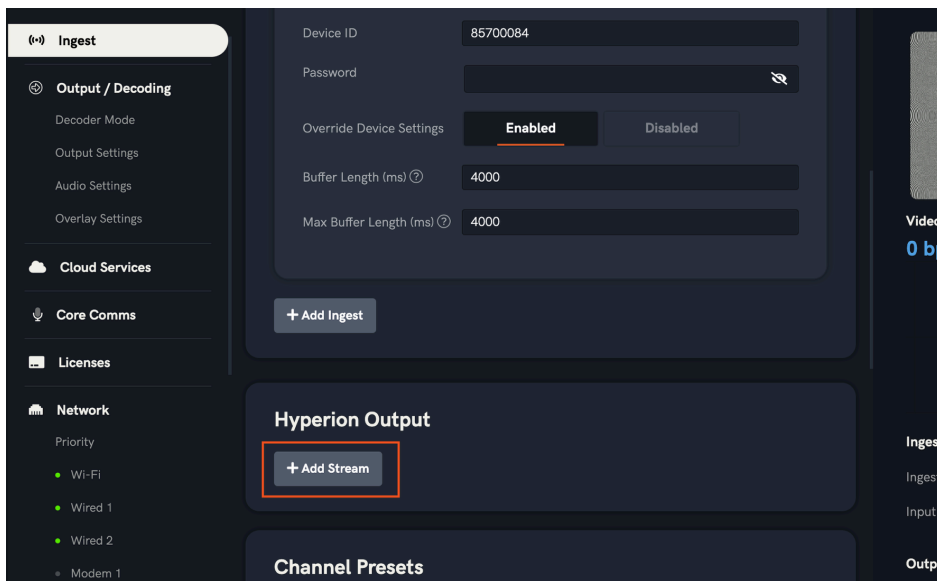 Ingest
Output / Decoding
Decoder Mode
Output Settings
Audio Settings
Overlay Settings
Cloud Services
Core Comms
Licenses
Network
Priority
Wi-Fi
Wired 1
Wired 2
Modem 1
Device ID 85700084
Password
Override Device Settings Enabled Disabled
Buffer Length (ms) 4000
Max Buffer Length (ms) 4000
+ Add Ingest
Hyperion Output
+ Add Stream
Channel Presets
0
Input